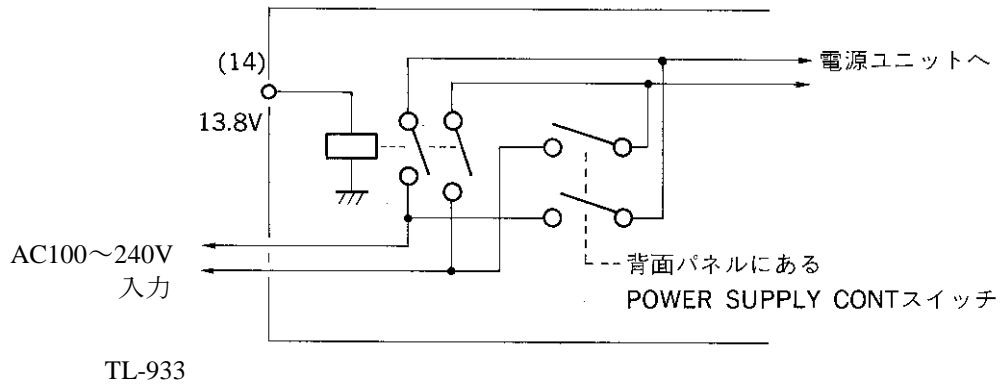 (14)
13.8V
電源ユニットへ
AC100～240V
入力
背面パネルにある
POWER SUPPLY CONTスイッチ
TL-933